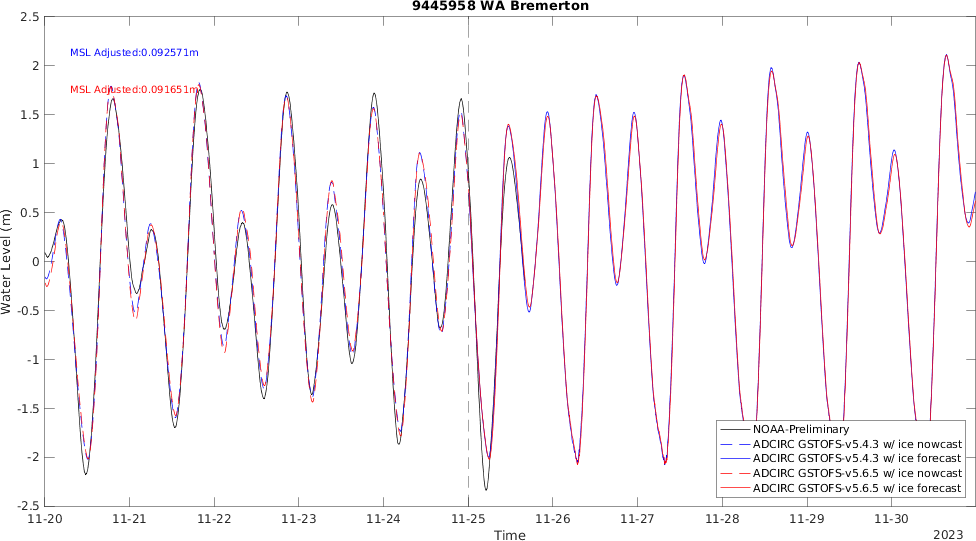 9445958 WA Bremerton
MSL Adjusted:0.092571m
MSL Adjusted:0.091651m
Water Level (m)
2.5
2
1.5
1
0.5
0
-0.5
-1
-1.5
-2
-2.5
NOAA-Preliminary
ADCIRC GSTOFS-v5.4.3 w/ ice nowcast
ADCIRC GSTOFS-v5.4.3 w/ ice forecast
ADCIRC GSTOFS-v5.6.5 w/ ice nowcast
ADCIRC GSTOFS-v5.6.5 w/ ice forecast
11-20 11-21 11-22 11-23 11-24 11-25 11-26 11-27 11-28 11-29 11-30
Time
2023